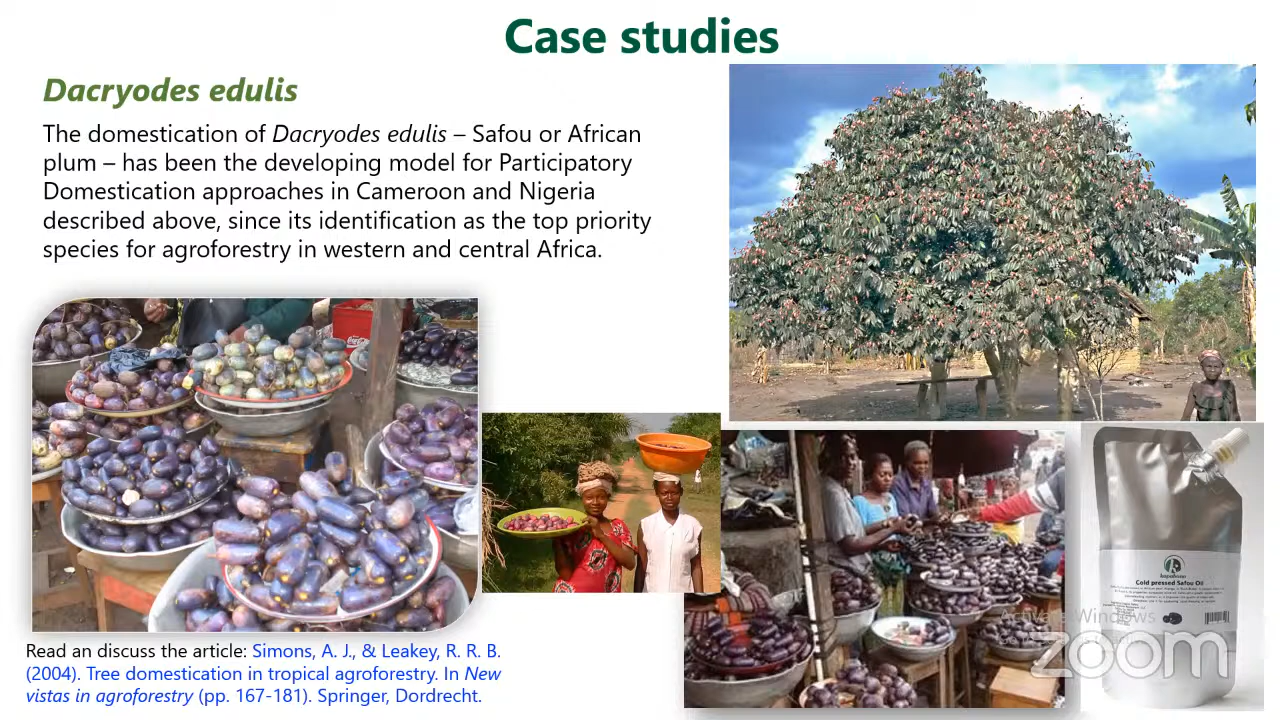 Case studies
Dacryodes edulis
The domestication of Dacryodes edulis – Safou or African
plum – has been the developing model for Participatory
Domestication approaches in Cameroon and Nigeria
described above, since its identification as the top priority
species for agroforestry in western and central Africa.
Read an discuss the article: Simons, A. J., & Leakey, R. R. B.
(2004). Tree domestication in tropical agroforestry. In New
vistas in agroforestry (pp. 167-181). Springer, Dordrecht.
Cold pressed Safou Oil
Activate Windows
zoom